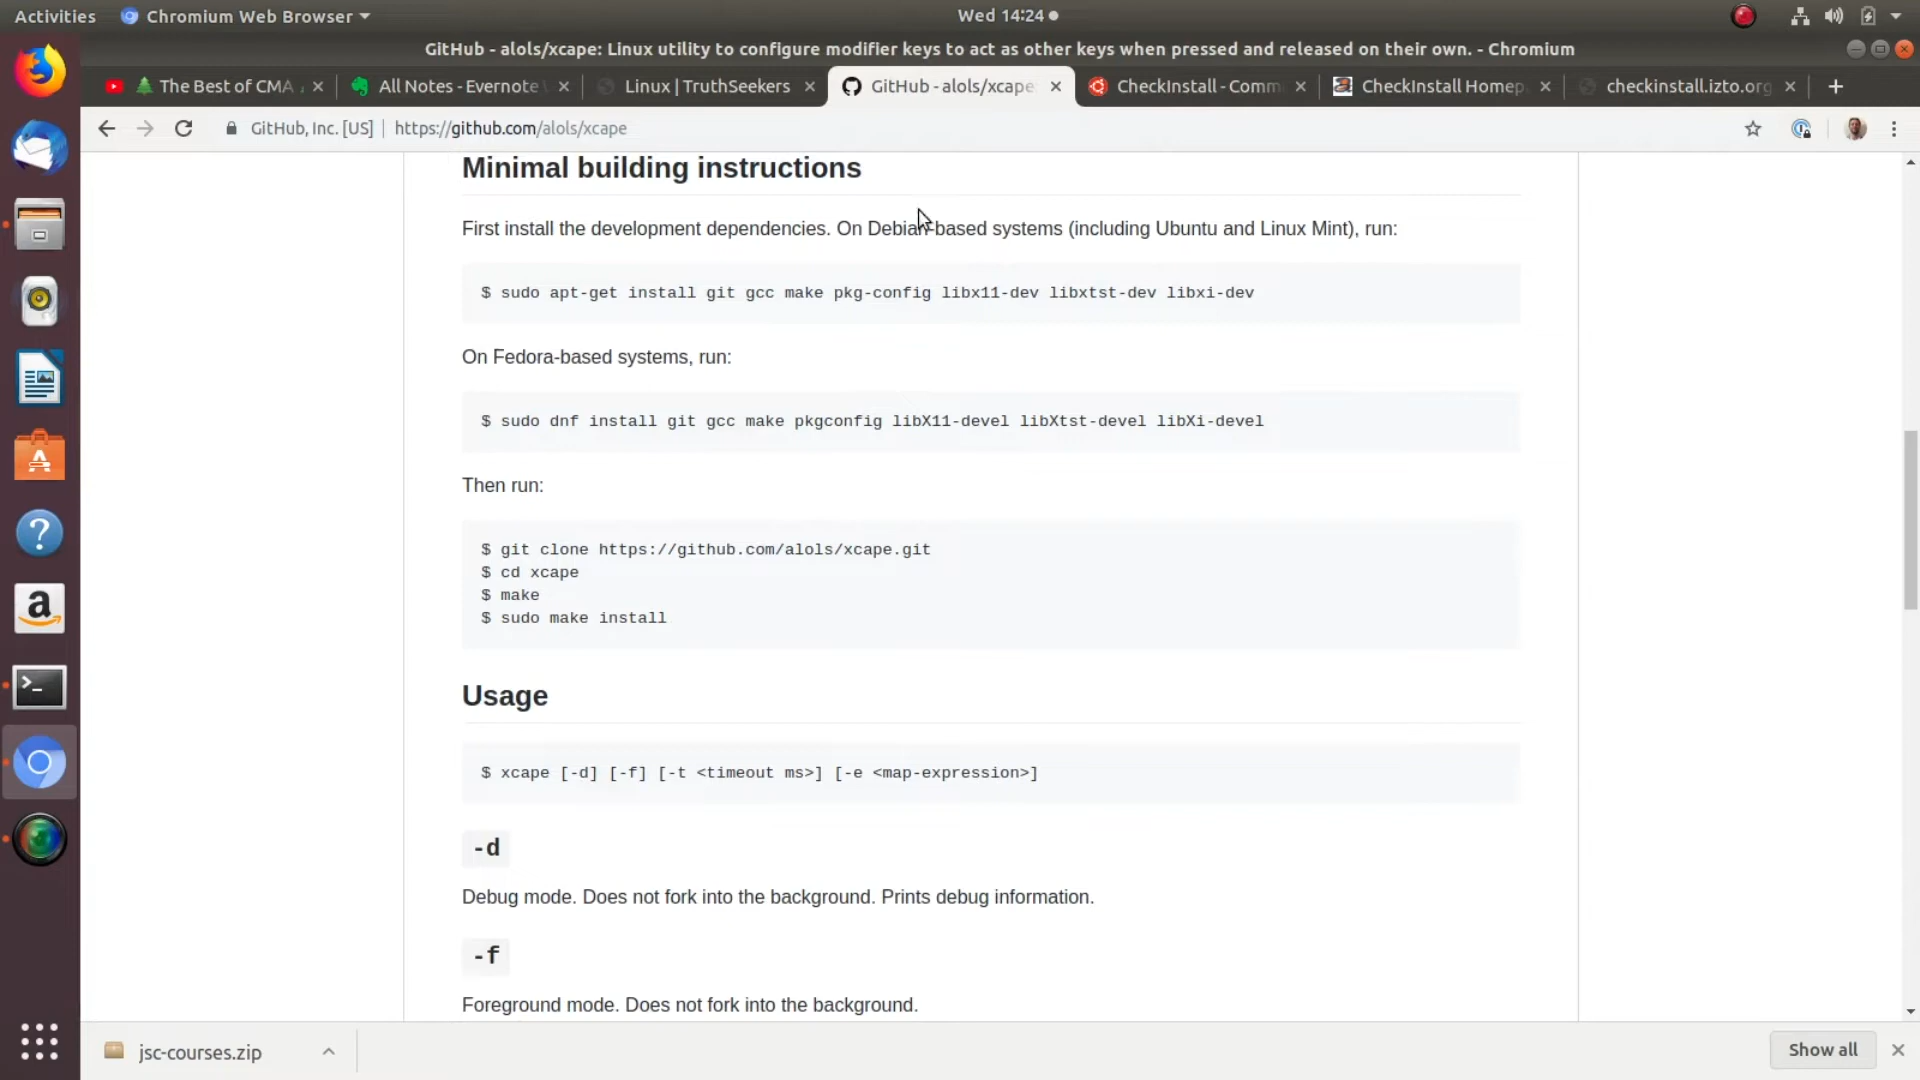 Activities Chromium Web Browser Wed 14:24
GitHub - alols/xcape: Linux utility to configure modifier keys to act as other keys when pressed and released on their own. - Chromium
The Best of CMA All Notes - Evernote Linux | TruthSeekers GitHub - alols/xcape: CheckInstall - Comm CheckInstall Homep checkinstall.izto.org
GitHub, Inc. [US] https://github.com/alols/xcape
Minimal building instructions
First install the development dependencies. On Debian-based systems (including Ubuntu and Linux Mint), run:
$ sudo apt-get install git gcc make pkg-config libx11-dev libxtst-dev libxi-dev
On Fedora-based systems, run:
$ sudo dnf install git gcc make pkgconfig libX11-devel libXtst-devel libXi-devel
Then run:
$ git clone https://github.com/alols/xcape.git
$ cd xcape
$ make
$ sudo make install
Usage
$ xcape [-d] [-f] [-t <timeout ms>] [-e <map-expression>]
-d
Debug mode. Does not fork into the background. Prints debug information.
-f
Foreground mode. Does not fork into the background.
jsc-courses.zip Show all